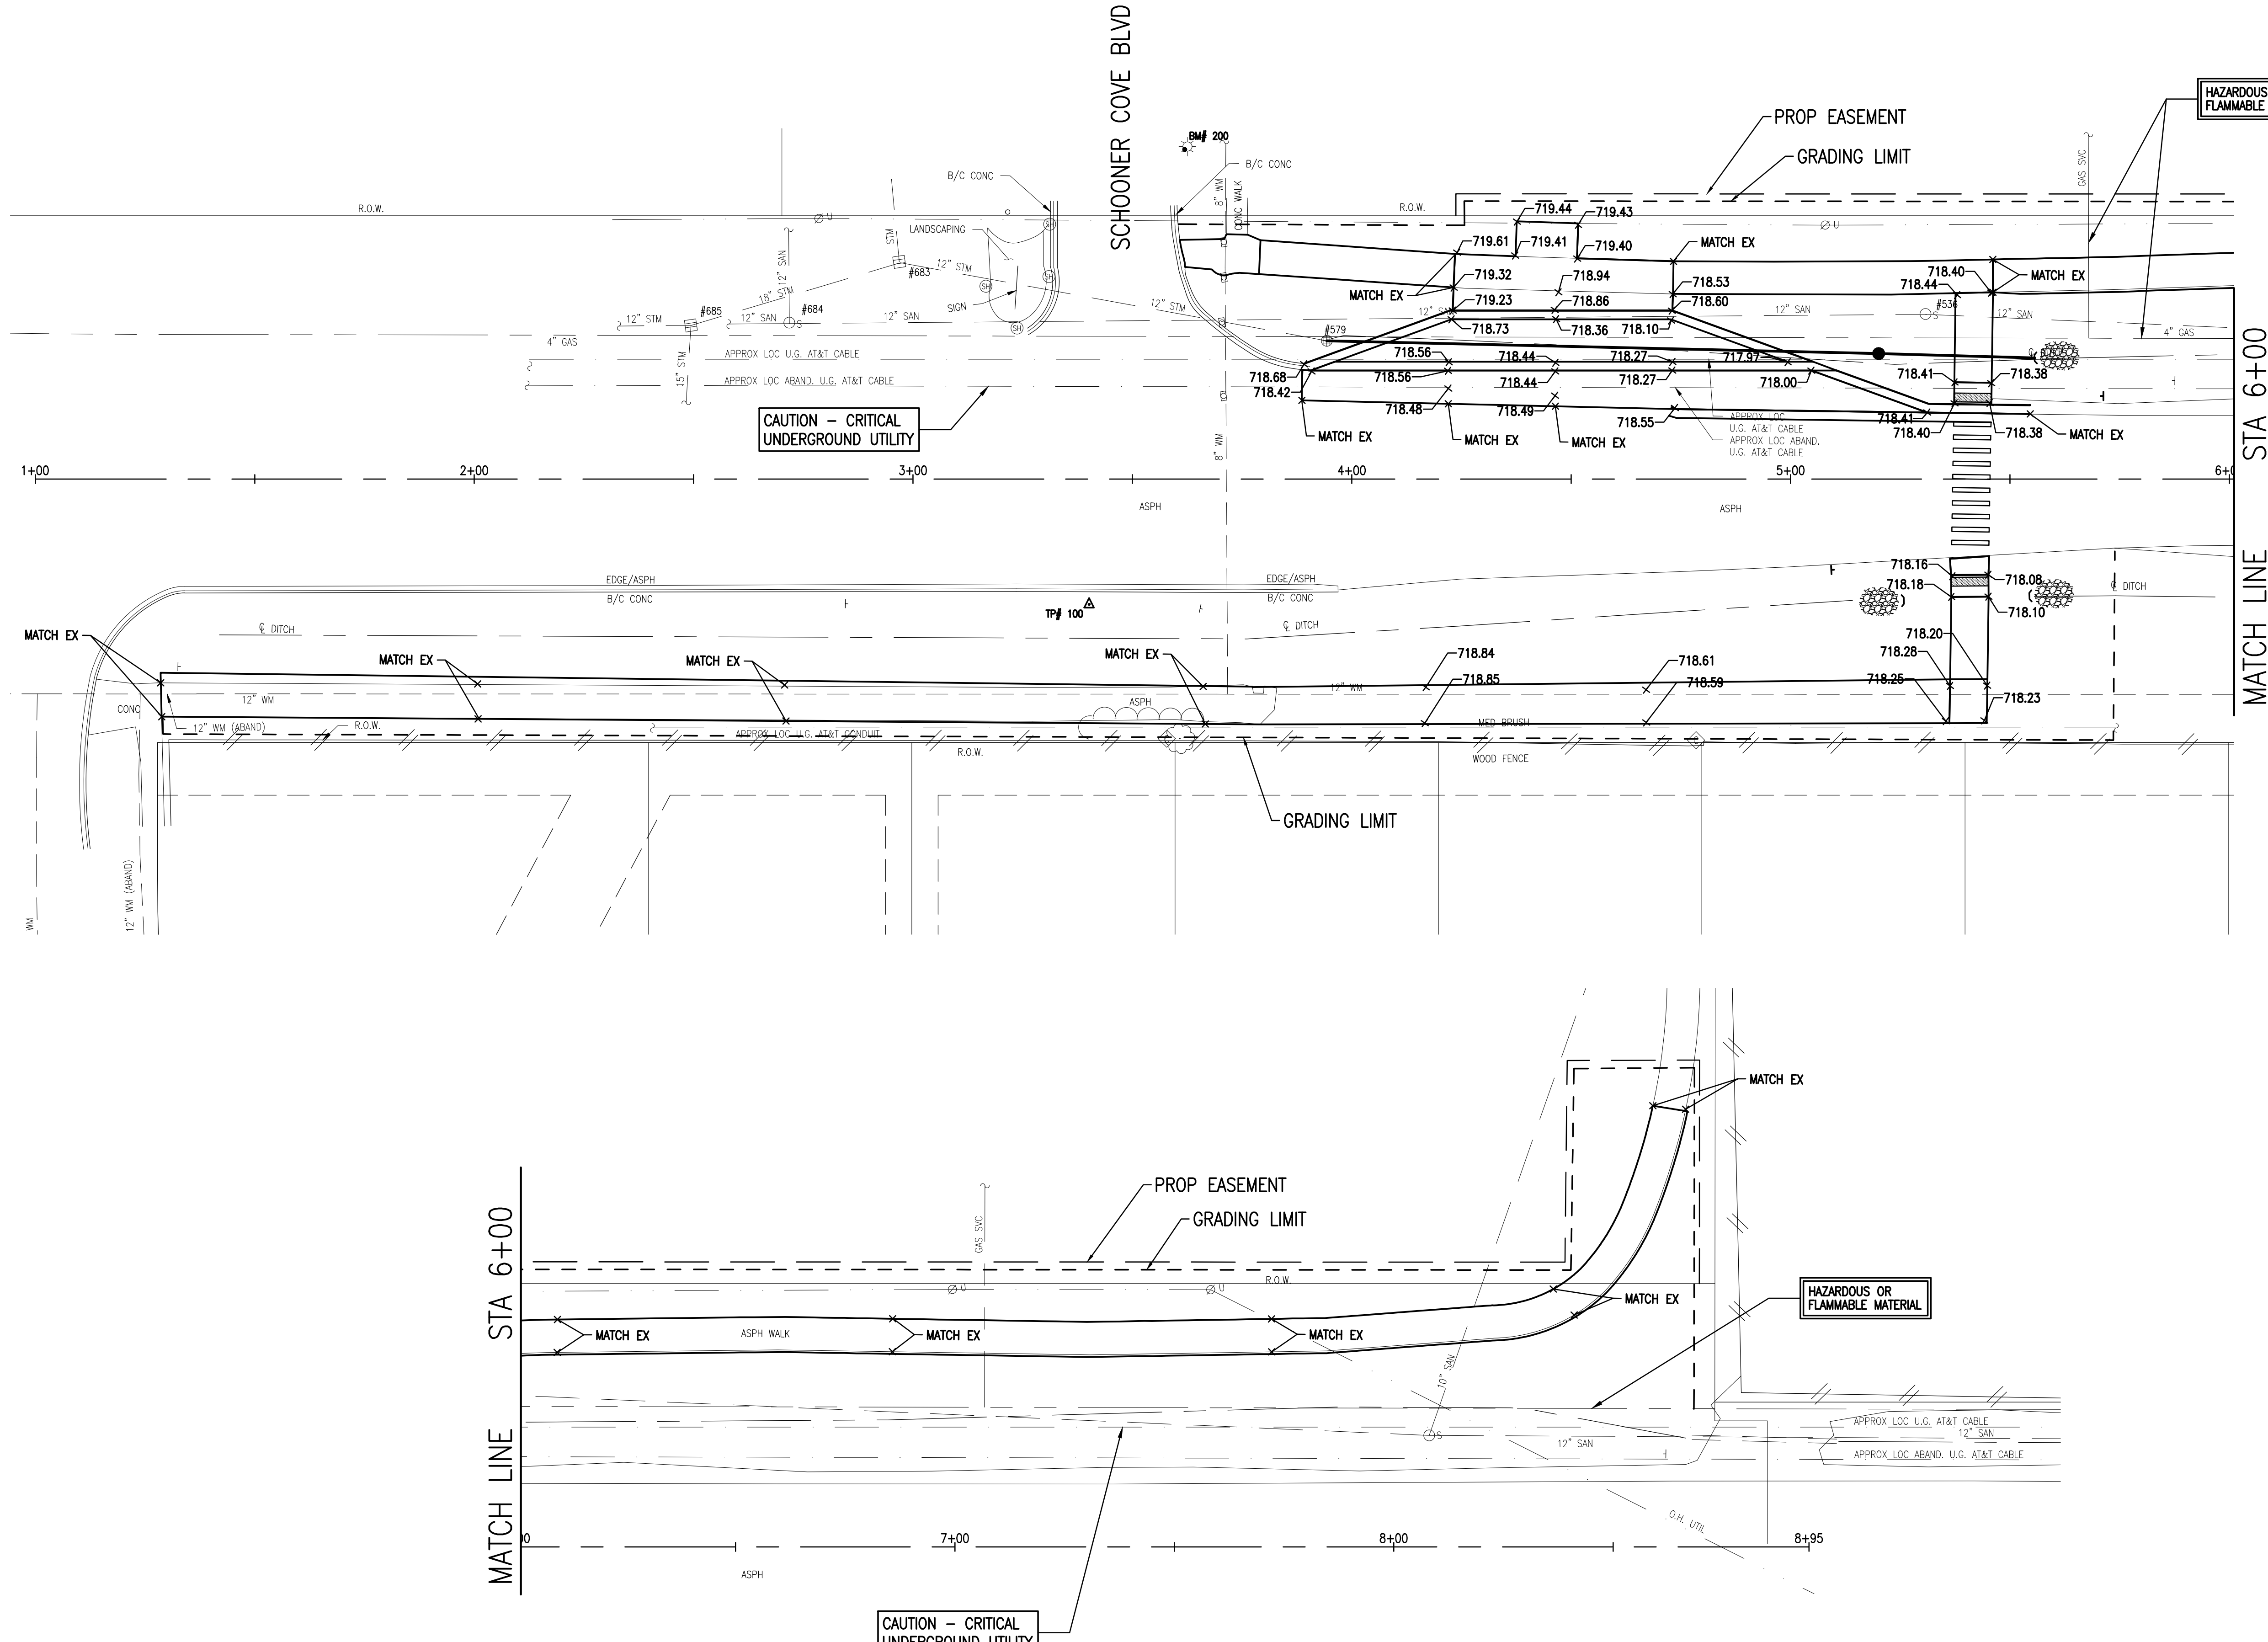 SCHOONER COVE BLVD
BM# 200
B/C CONC
B/C CONC
8" WM
CONC WALK
PROP EASEMENT
GRADING LIMIT
GAS SVC
HAZARDOUS
FLAMMABLE
R.O.W.
U
LANDSCAPING
SH
SH
SH
SH
SIGN
STM
12" SAN
#683
12" STM
18" STM
#685
#684
S
12" STM
12" SAN
12" SAN
12" STM
15" STM
4" GAS
APPROX LOC U.G. AT&T CABLE
APPROX LOC ABAND. U.G. AT&T CABLE
CAUTION - CRITICAL
UNDERGROUND UTILITY
R.O.W.
U
719.44
719.43
719.61
719.41
719.40
MATCH EX
719.32
718.94
718.53
MATCH EX
719.23
718.86
718.60
718.73
718.36
718.10
#579
12" SAN
718.40
718.44
MATCH EX
#536
S
12" SAN
4" GAS
718.56
718.44
718.27
717.97
718.68
718.56
718.44
718.27
718.00
718.42
718.48
718.49
718.55
718.41
718.38
718.41
718.40
718.38
MATCH EX
MATCH EX
MATCH EX
MATCH EX
APPROX LOC
U.G. AT&T CABLE
APPROX LOC ABAND.
U.G. AT&T CABLE
8" WM
1+00
2+00
3+00
4+00
5+00
MATCH LINE STA 6+00
ASPH
ASPH
EDGE/ASPH
B/C CONC
EDGE/ASPH
B/C CONC
TP# 100
718.16
718.08
718.18
718.10
℄ DITCH
MATCH EX
℄ DITCH
℄ DITCH
MATCH EX
MATCH EX
MATCH EX
718.84
718.85
718.61
718.59
718.20
718.28
718.25
718.23
12" WM
12" WM
ASPH
CONC
12" WM (ABAND)
R.O.W.
APPROX LOC U.G. AT&T CONDUIT
MED BRUSH
R.O.W.
WOOD FENCE
GRADING LIMIT
WM
12" WM (ABAND)
MATCH EX
MATCH LINE STA 6+00
PROP EASEMENT
GRADING LIMIT
GAS SVC
R.O.W.
U
U
HAZARDOUS OR
FLAMMABLE MATERIAL
MATCH EX
MATCH EX
MATCH EX
MATCH EX
ASPH WALK
10" SAN
S
12" SAN
APPROX LOC U.G. AT&T CABLE
12" SAN
APPROX LOC ABAND. U.G. AT&T CABLE
O.H. UTIL
7+00
8+00
8+95
ASPH
CAUTION - CRITICAL
UNDERGROUND UTILITY